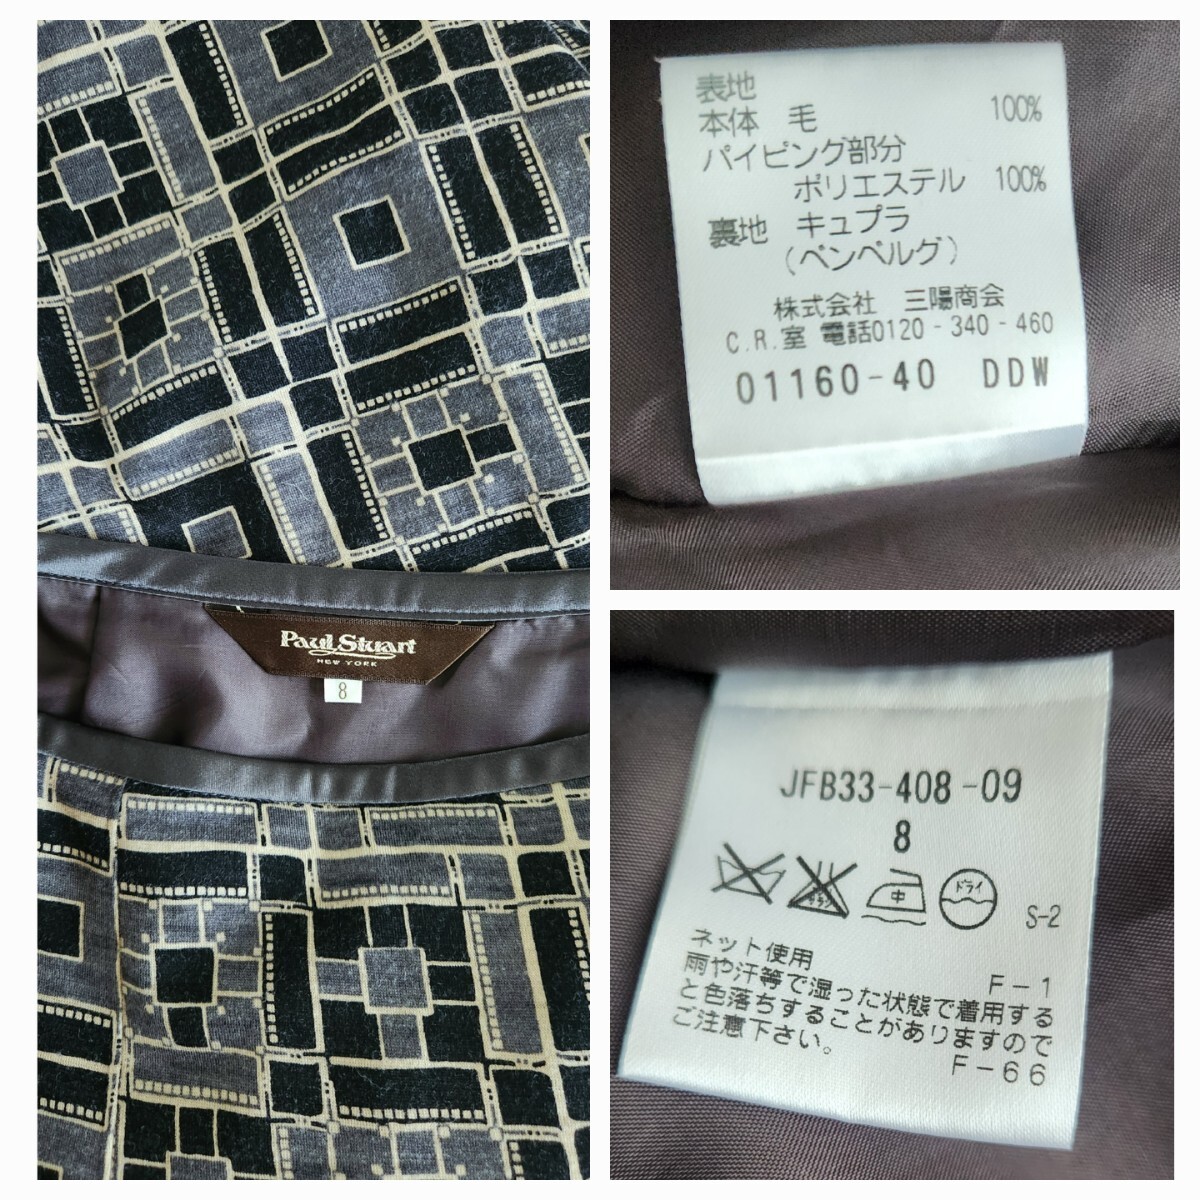 Paul Stuart
NEW YORK
8
表地
本体 毛 100%
パイピング部分
ポリエステル 100%
裏地 キュプラ
(ベンベルグ)
株式会社 三陽商会
C.R.室 電話0120-340-460
01160-40 DDW
JFB33-408-09
8
中 ドライ
S-2
ネット使用 F-1
雨や汗等で湿った状態で着用する
と色落ちすることがありますので
ご注意下さい。
F-66